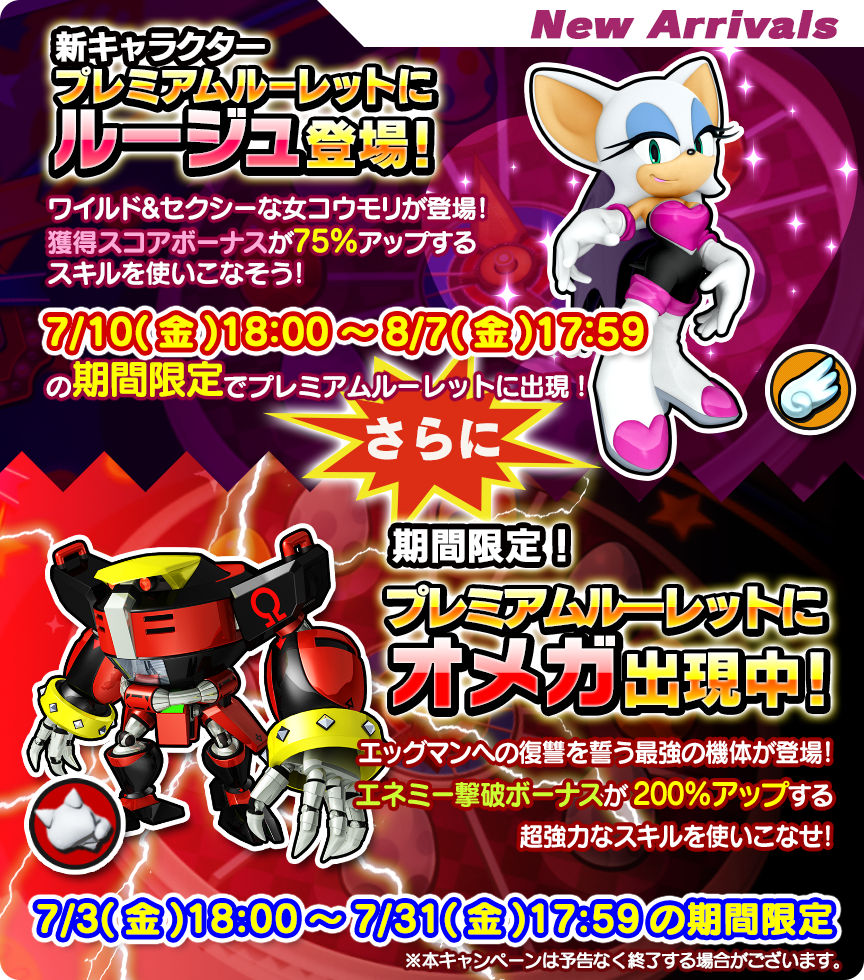 New Arrivals
新キャラクター
プレミアムルーレットに
ルージュ登場!
ワイルド&セクシーな女コウモリが登場!
獲得スコアボーナスが75%アップする
スキルを使いこなそう!
7/10(金)18:00～8/7(金)17:59
の期間限定でプレミアムルーレットに出現！
さらに
期間限定！
プレミアムルーレットに
オメガ出現中!
エッグマンへの復讐を誓う最強の機体が登場!
エネミー撃破ボーナスが200%アップする
超強力なスキルを使いこなせ!
7/3(金)18:00～7/31(金)17:59の期間限定
※本キャンペーンは予告なく終了する場合がございます。